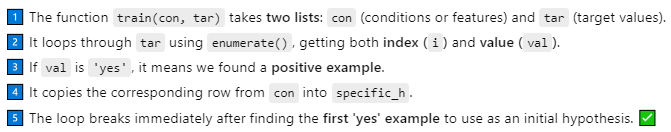 1 The function train(con, tar) takes two lists: con (conditions or features) and tar (target values).
2 It loops through tar using enumerate(), getting both index (i) and value (val).
3 If val is 'yes', it means we found a positive example.
4 It copies the corresponding row from con into specific_h.
5 The loop breaks immediately after finding the first 'yes' example to use as an initial hypothesis. ✅